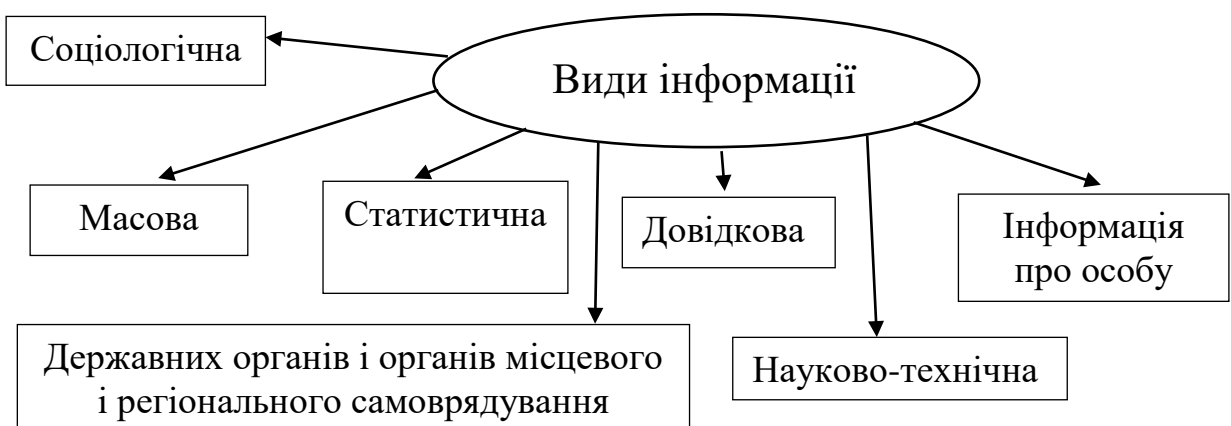 Соціологічна
Види інформації
Масова
Статистична
Довідкова
Інформація
про особу
Державних органів і органів місцевого
і регіонального самоврядування
Науково-технічна